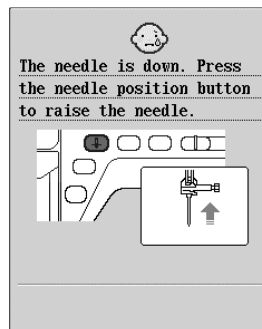 The needle is down. Press
the needle position button
to raise the needle.